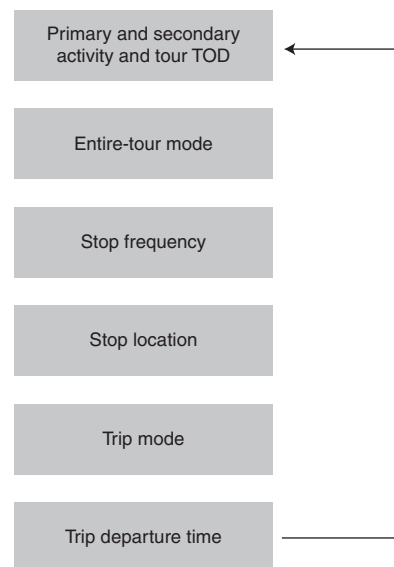 Primary and secondary
activity and tour TOD
Entire-tour mode
Stop frequency
Stop location
Trip mode
Trip departure time